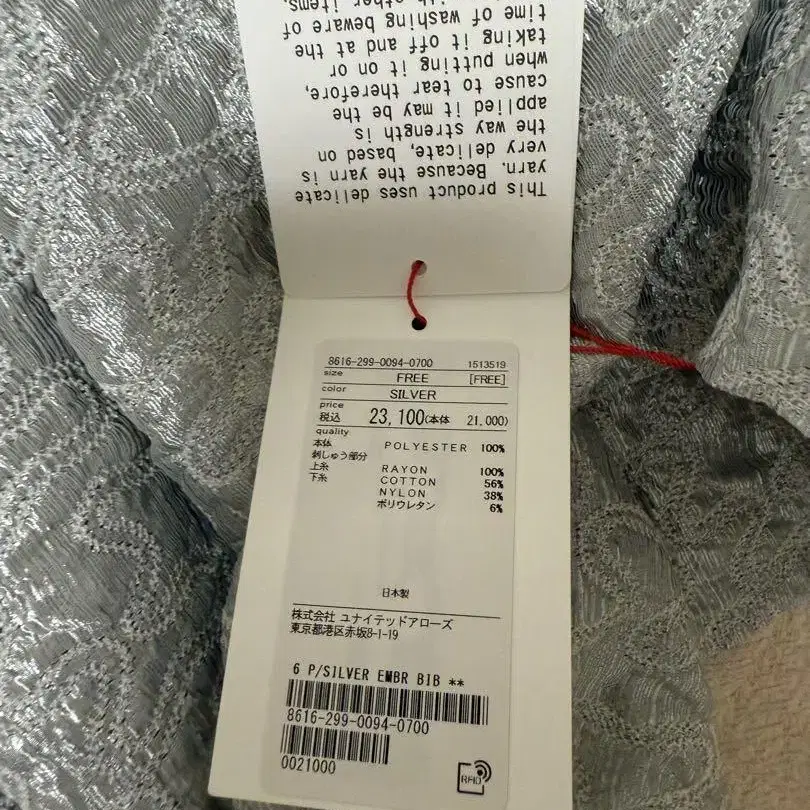 This product uses delicate
yarn. Because the yarn is
very delicate, based on
the way strength is
applied it may be the
cause to tear therefore,
when putting it on or
taking it off and at the
time of washing beware of
with other items,
8616-299-0094-0700 1513519
size FREE [FREE]
color SILVER
price
税込 23,100(本体 21,000)
quality
本体 POLYESTER 100%
刺しゅう部分
上糸 RAYON 100%
下糸 COTTON 56%
NYLON 38%
ポリウレタン 6%
日本製
株式会社 ユナイテッドアローズ
東京都港区赤坂8-1-19
6 P/SILVER EMBR BIB **
8616-299-0094-0700
0021000
RFID